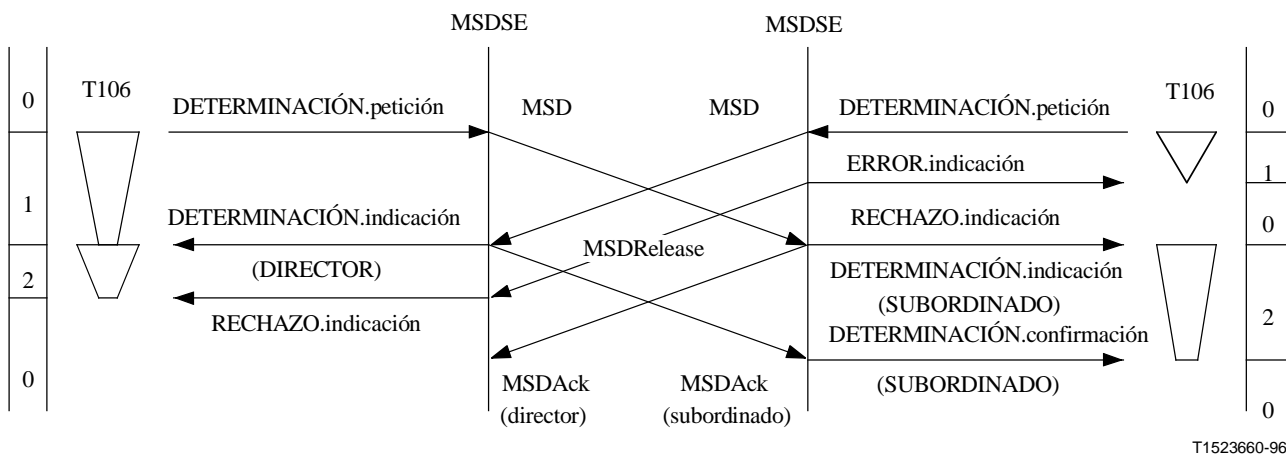 MSDSE
MSDSE
T106
T106
0
DETERMINACIÓN.petición
MSD
MSD
DETERMINACIÓN.petición
0
ERROR.indicación
1
1
DETERMINACIÓN.indicación
RECHAZO.indicación
0
MSDRelease
(DIRECTOR)
DETERMINACIÓN.indicación
2
(SUBORDINADO)
RECHAZO.indicación
DETERMINACIÓN.confirmación
2
0
MSDAck
MSDAck
(SUBORDINADO)
(director)
(subordinado)
0
T1523660-96